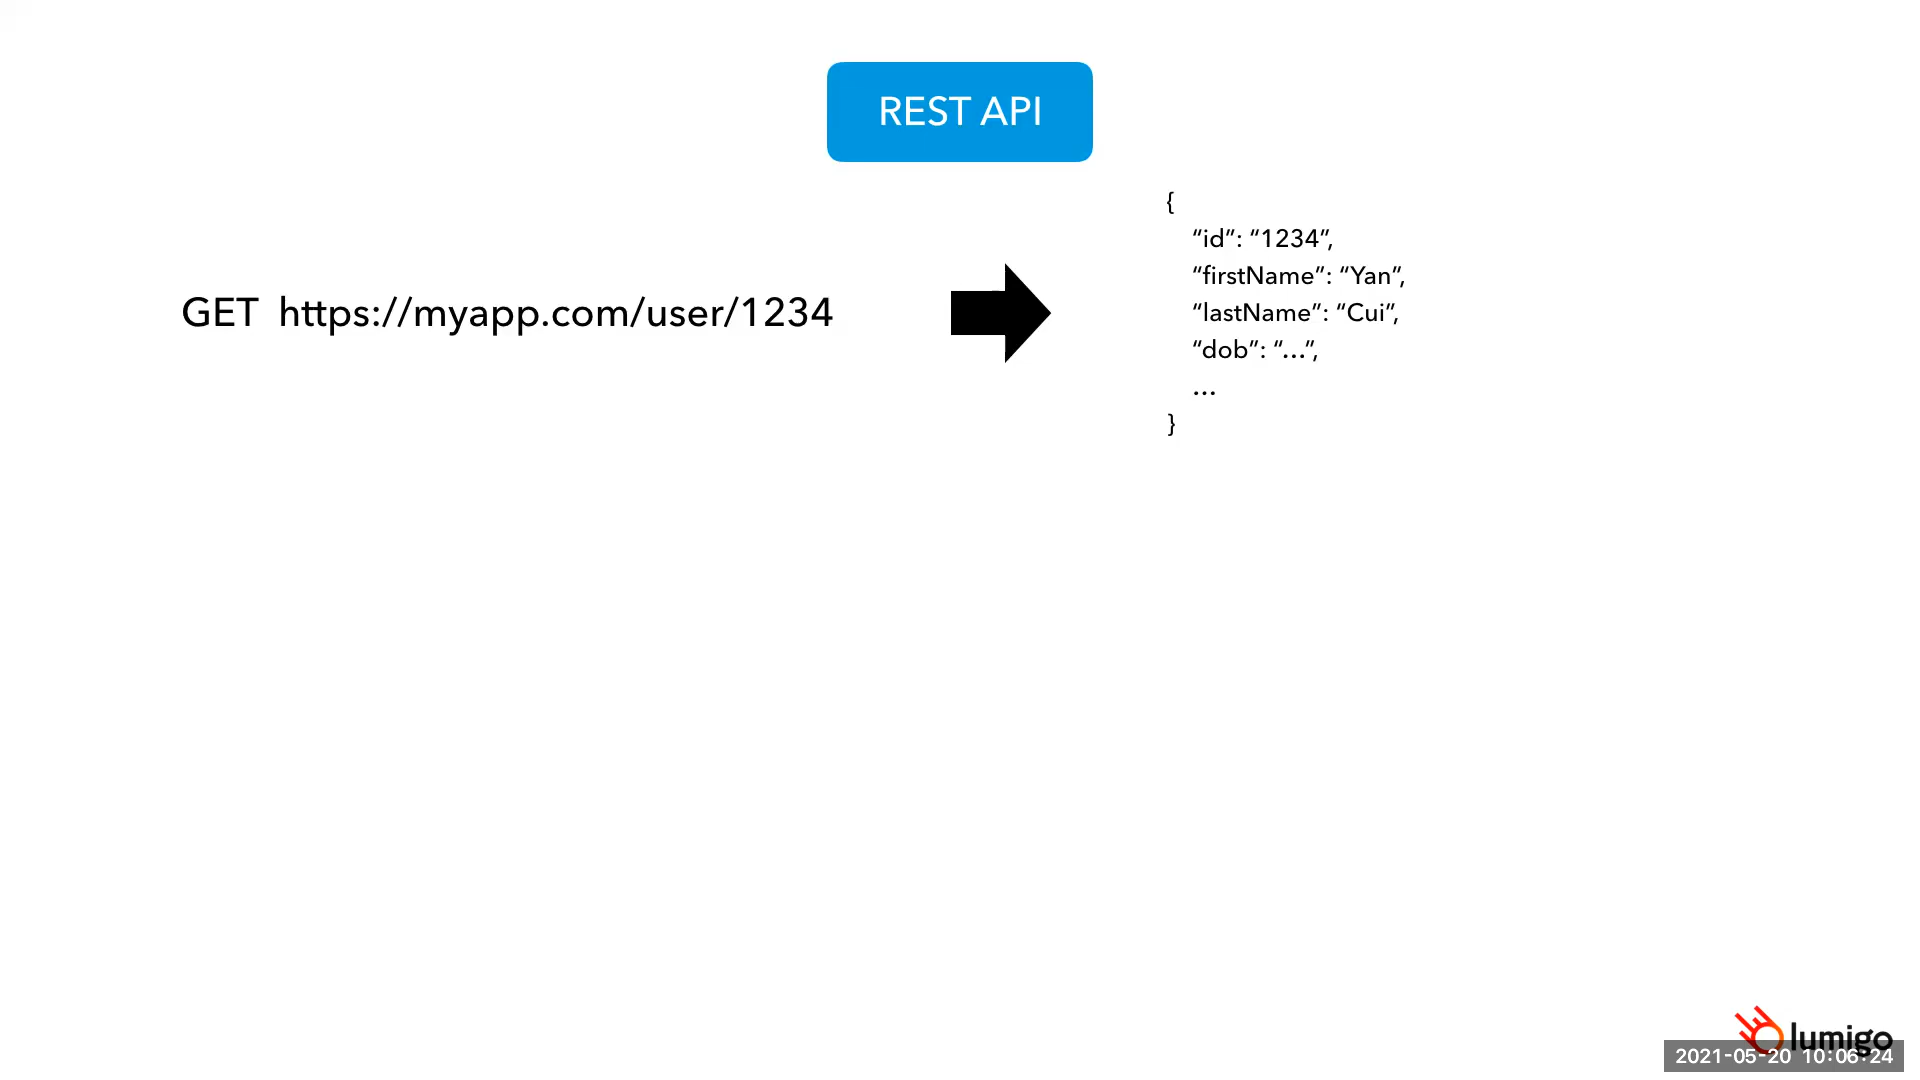 REST API
GET https://myapp.com/user/1234
{
“id”: “1234”,
“firstName”: “Yan”,
“lastName”: “Cui”,
“dob”: “...”,
...
}
lumigo
2021-05-20 10:06:24